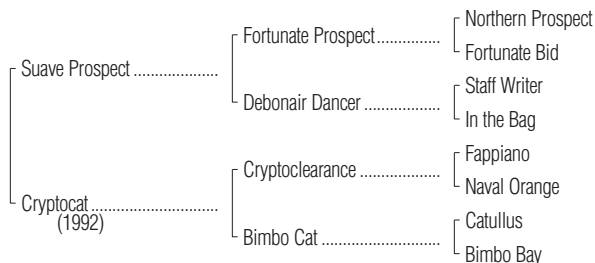 Northern Prospect
Fortunate Prospect...............
Fortunate Bid
Suave Prospect ....................
Staff Writer
Debonair Dancer ..................
In the Bag
Fappiano
Cryptoclearance ...................
Naval Orange
Cryptocat ..............................
(1992)
Catullus
Bimbo Cat ............................
Bimbo Bay